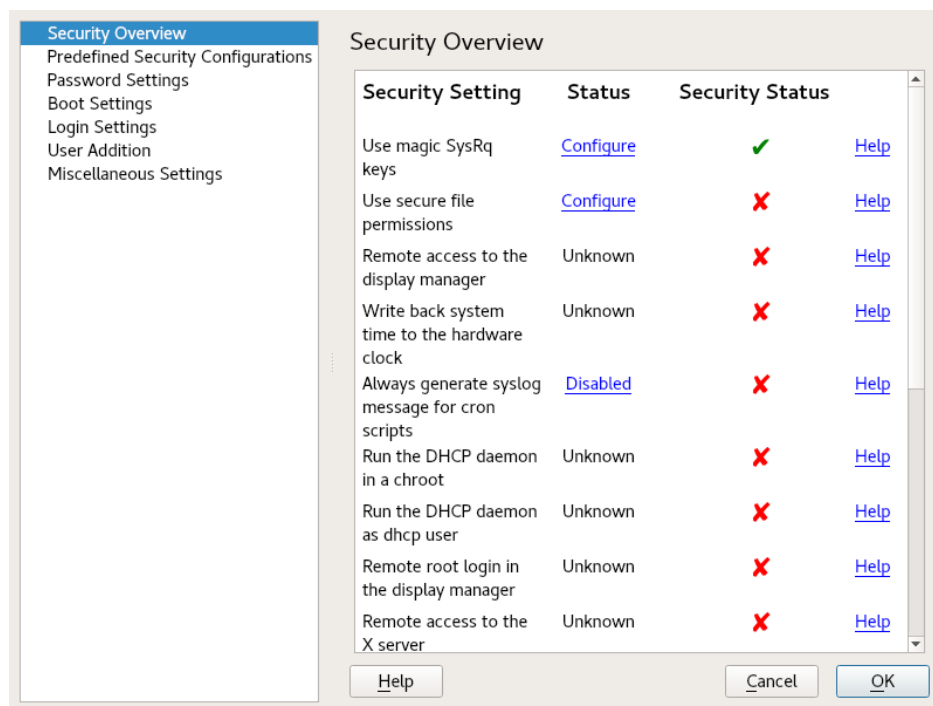 Security Overview
Predefined Security Configurations
Password Settings
Boot Settings
Login Settings
User Addition
Miscellaneous Settings
Security Overview
Security Setting Status Security Status
Use magic SysRq Configure ✔ Help
keys
Use secure file Configure ✘ Help
permissions
Remote access to the Unknown ✘ Help
display manager
Write back system Unknown ✘ Help
time to the hardware
clock
Always generate syslog Disabled ✘ Help
message for cron
scripts
Run the DHCP daemon Unknown ✘ Help
in a chroot
Run the DHCP daemon Unknown ✘ Help
as dhcp user
Remote root login in Unknown ✘ Help
the display manager
Remote access to the Unknown ✘ Help
X server
Help Cancel OK